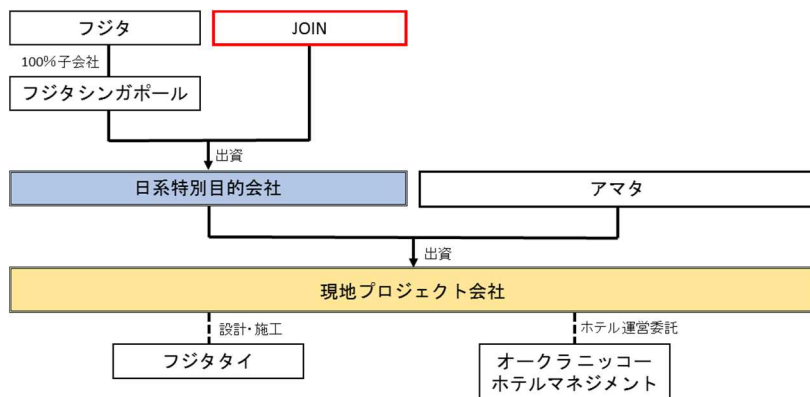 フジタ
JOIN
100%子会社
フジタシンガポール
出資
日系特別目的会社
アマタ
出資
現地プロジェクト会社
設計・施工
ホテル運営委託
フジタタイ
オークラ ニッコー
ホテルマネジメント